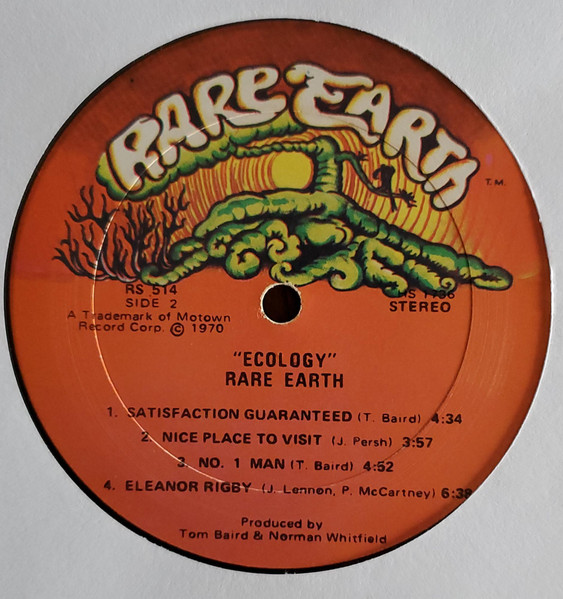 RARE EARTH
T.M.
RS 514
SIDE 2
STEREO
A Trademark of Motown
Record Corp. © 1970
"ECOLOGY"
RARE EARTH
1. SATISFACTION GUARANTEED (T. Baird) 4:34
2. NICE PLACE TO VISIT (J. Persh) 3:57
3. NO. 1 MAN (T. Baird) 4:52
4. ELEANOR RIGBY (J. Lennon, P. McCartney) 6:38
Produced by
Tom Baird & Norman Whitfield